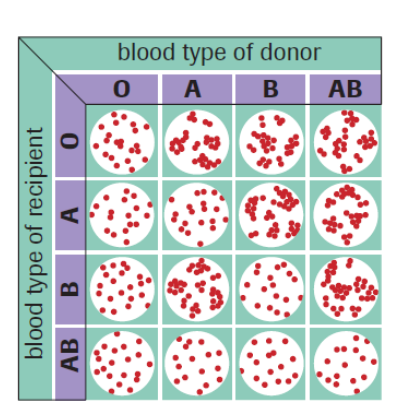 blood type of donor
O A B AB
blood type of recipient
O
A
B
AB